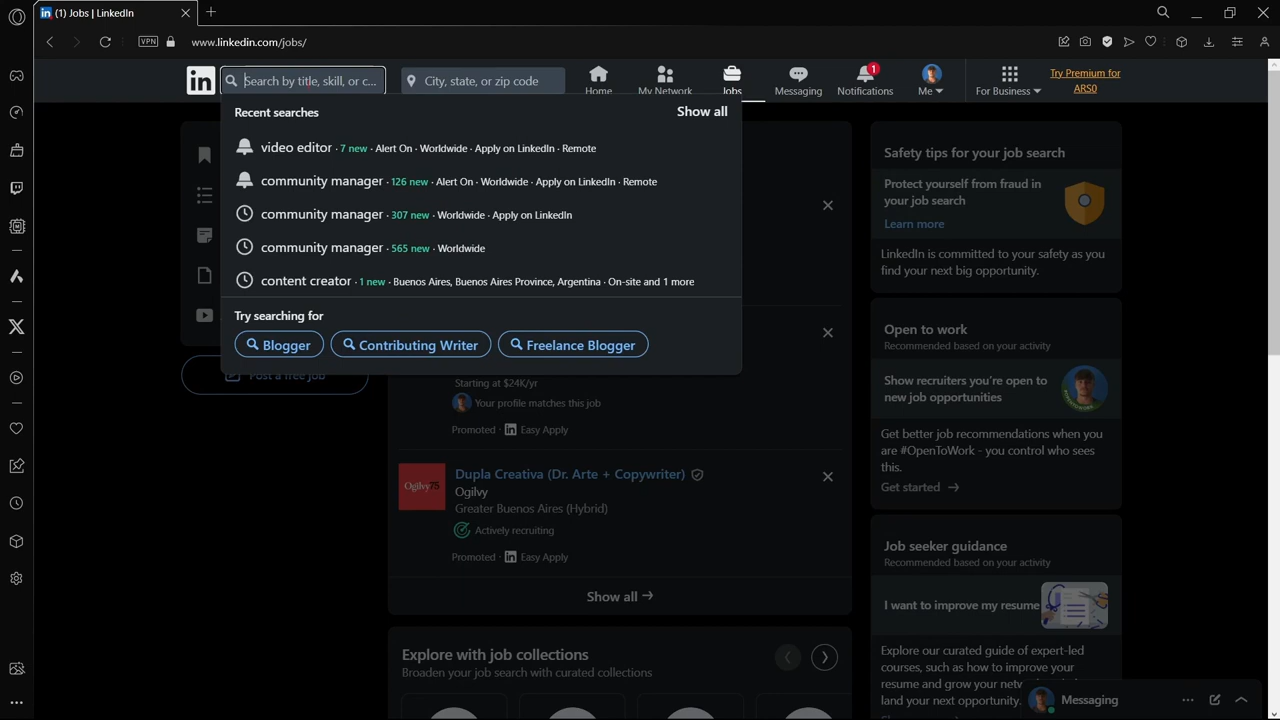 (1) Jobs | LinkedIn
VPN
www.linkedin.com/jobs/
in
Search by title, skill, or c...
City, state, or zip code
Home
My Network
Jobs
Messaging
1
Notifications
Me
For Business
Try Premium for
ARS0
Recent searches
Show all
video editor · 7 new · Alert On · Worldwide · Apply on LinkedIn · Remote
community manager · 126 new · Alert On · Worldwide · Apply on LinkedIn · Remote
community manager · 307 new · Worldwide · Apply on LinkedIn
community manager · 565 new · Worldwide
content creator · 1 new · Buenos Aires, Buenos Aires Province, Argentina · On-site and 1 more
Try searching for
Blogger
Contributing Writer
Freelance Blogger
Post a free job
Starting at $24K/yr
Your profile matches this job
Promoted · in Easy Apply
Ogilvy75
Dupla Creativa (Dr. Arte + Copywriter)
Ogilvy
Greater Buenos Aires (Hybrid)
Actively recruiting
Promoted · in Easy Apply
Show all
Explore with job collections
Broaden your job search with curated collections
Safety tips for your job search
Protect yourself from fraud in
your job search
Learn more
LinkedIn is committed to your safety as you
find your next big opportunity.
Open to work
Recommended based on your activity
Show recruiters you're open to
new job opportunities
#OPENTOWORK
Get better job recommendations when you
are #OpenToWork - you control who sees
this.
Get started
Job seeker guidance
Recommended based on your activity
I want to improve my resume
Explore our curated guide of expert-led
courses, such as how to improve your
resume and grow your netw
land your next opportunity.
Messaging